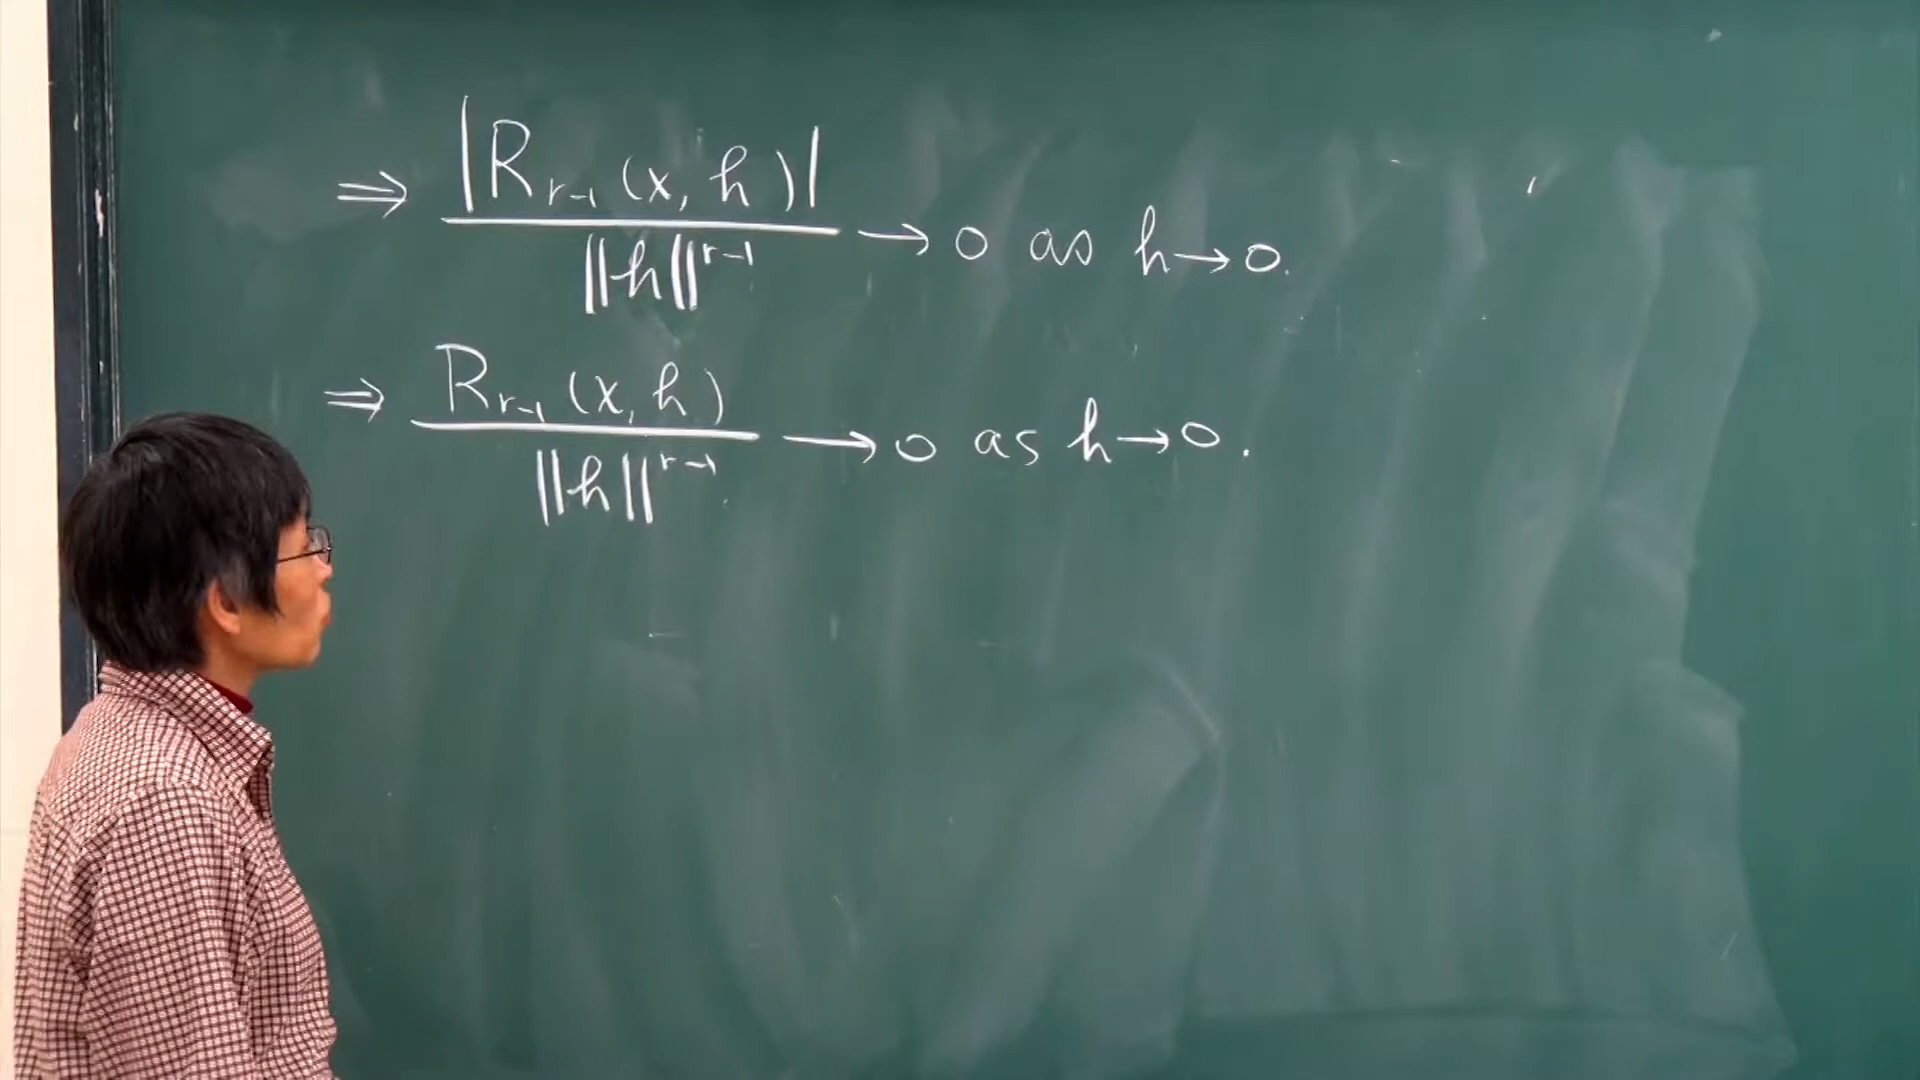 ⇒ |R_{r-1}(x, h)| / ||h||^{r-1} → 0 as h → 0.
⇒ R_{r-1}(x, h) / ||h||^{r-1} → 0 as h → 0.